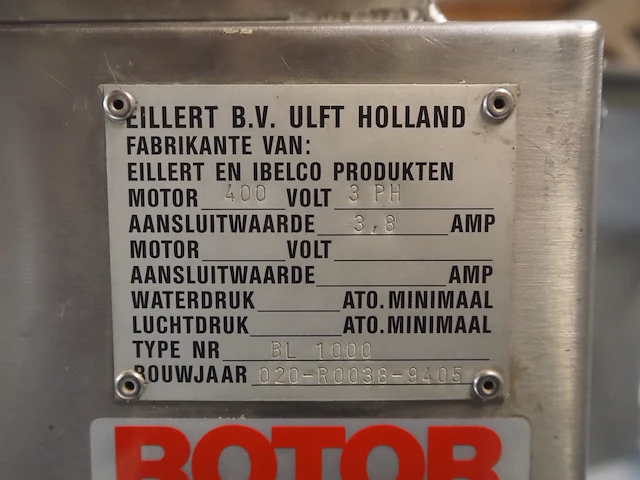 EILLERT B.V. ULFT HOLLAND
FABRIKANTE VAN:
EILLERT EN IBELCO PRODUKTEN
MOTOR 400 VOLT 3 PH
AANSLUITWAARDE 3,8 AMP
MOTOR VOLT
AANSLUITWAARDE AMP
WATERDRUK ATO.MINIMAAL
LUCHTDRUK ATO.MINIMAAL
TYPE NR BL 1000
BOUWJAAR 020-R0038-9405
ROTOR